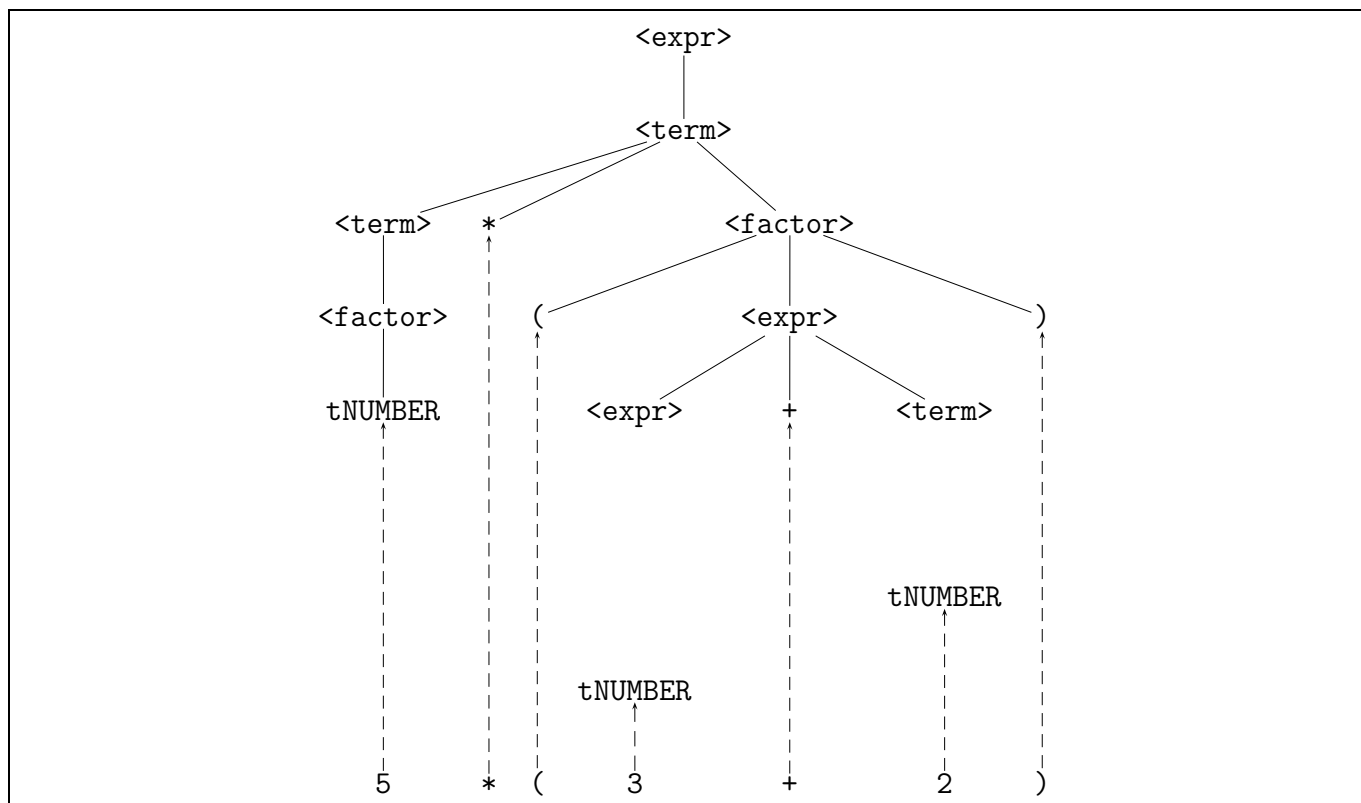 <expr>
<term>
<term> * <factor>
<factor> ( <expr> )
tNUMBER <expr> + <term>
tNUMBER
tNUMBER
5 * ( 3 + 2 )